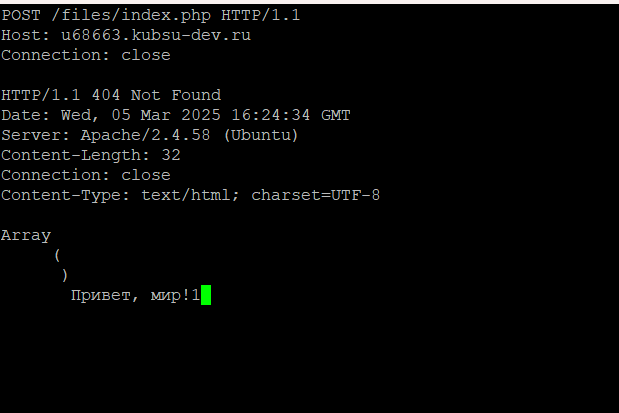 POST /files/index.php HTTP/1.1
Host: u68663.kubsu-dev.ru
Connection: close
HTTP/1.1 404 Not Found
Date: Wed, 05 Mar 2025 16:24:34 GMT
Server: Apache/2.4.58 (Ubuntu)
Content-Length: 32
Connection: close
Content-Type: text/html; charset=UTF-8
Array
(
)
Привет, мир!1